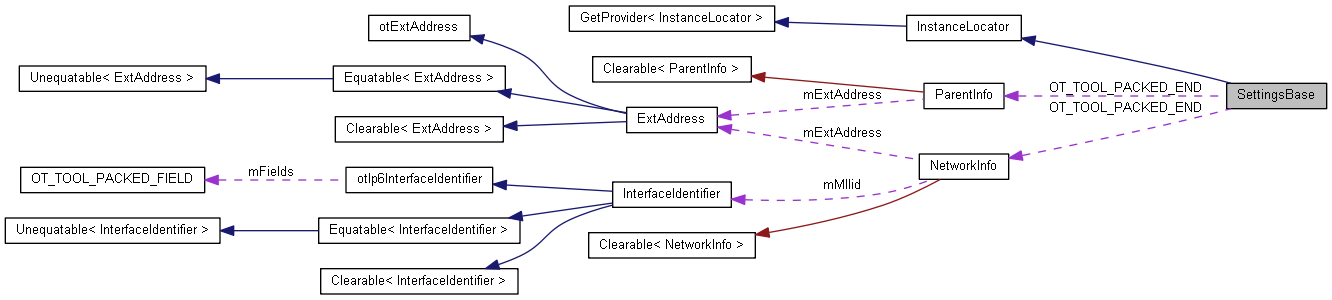 GetProvider< InstanceLocator >
otExtAddress
InstanceLocator
Clearable< ParentInfo >
Unequatable< ExtAddress >
Equatable< ExtAddress >
OT_TOOL_PACKED_END
mExtAddress
ParentInfo
SettingsBase
OT_TOOL_PACKED_END
ExtAddress
Clearable< ExtAddress >
mExtAddress
NetworkInfo
mFields
OT_TOOL_PACKED_FIELD
otIp6InterfaceIdentifier
mMlIid
InterfaceIdentifier
Unequatable< InterfaceIdentifier >
Equatable< InterfaceIdentifier >
Clearable< NetworkInfo >
Clearable< InterfaceIdentifier >